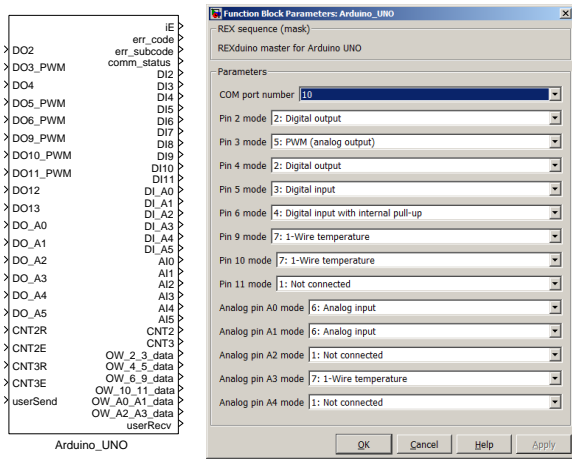 iE
err_code
err_subcode
comm_status
DI2
DI3
DI4
DI5
DI6
DI7
DI8
DI9
DI10
DI11
DI_A0
DI_A1
DI_A2
DI_A3
DI_A4
DI_A5
AI0
AI1
AI2
AI3
AI4
AI5
CNT2
CNT3
OW_2_3_data
OW_4_5_data
OW_6_9_data
OW_10_11_data
OW_A0_A1_data
OW_A2_A3_data
userRecv
DO2
DO3_PWM
DO4
DO5_PWM
DO6_PWM
DO9_PWM
DO10_PWM
DO11_PWM
DO12
DO13
DO_A0
DO_A1
DO_A2
DO_A3
DO_A4
DO_A5
CNT2R
CNT2E
CNT3R
CNT3E
userSend
Arduino_UNO
Function Block Parameters: Arduino_UNO
REX sequence (mask)
REXduino master for Arduino UNO
Parameters
COM port number 10
Pin 2 mode 2: Digital output
Pin 3 mode 5: PWM (analog output)
Pin 4 mode 2: Digital output
Pin 5 mode 3: Digital input
Pin 6 mode 4: Digital input with internal pull-up
Pin 9 mode 7: 1-Wire temperature
Pin 10 mode 7: 1-Wire temperature
Pin 11 mode 1: Not connected
Analog pin A0 mode 6: Analog input
Analog pin A1 mode 6: Analog input
Analog pin A2 mode 1: Not connected
Analog pin A3 mode 7: 1-Wire temperature
Analog pin A4 mode 1: Not connected
OK Cancel Help Apply